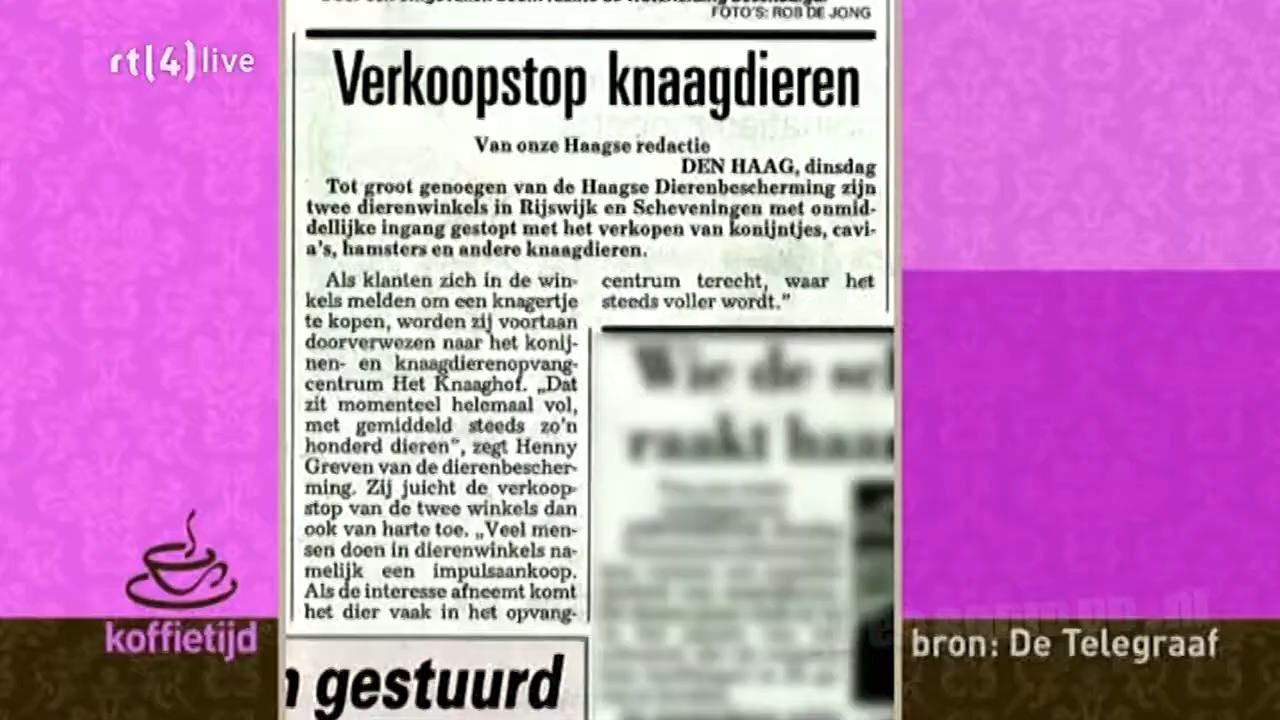 FOTO'S: ROB DE JONG
rtl4 live
Verkoopstop knaagdieren
Van onze Haagse redactie
DEN HAAG, dinsdag
Tot groot genoegen van de Haagse Dierenbescherming zijn
twee dierenwinkels in Rijswijk en Scheveningen met onmid-
dellijke ingang gestopt met het verkopen van konijntjes, cavi-
a's, hamsters en andere knaagdieren.
Als klanten zich in de win-
kels melden om een knagertje
te kopen, worden zij voortaan
doorverwezen naar het konij-
nen- en knaagdierenopvang-
centrum Het Knaaghof. „Dat
zit momenteel helemaal vol,
met gemiddeld steeds zo'n
honderd dieren", zegt Henny
Greven van de dierenbescher-
ming. Zij juicht de verkoop-
stop van de twee winkels dan
ook van harte toe. „Veel men-
sen doen in dierenwinkels na-
melijk een impulsaankoop.
Als de interesse afneemt komt
het dier vaak in het opvang-
centrum terecht, waar het
steeds voller wordt."
Wie de
raakt
gestuurd
koffietijd
bron: De Telegraaf